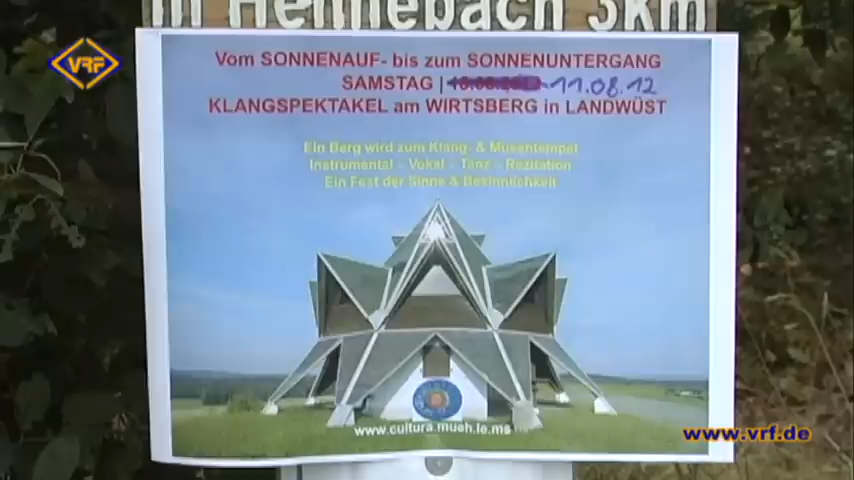 in Hennebach 3km
VRF
Vom SONNENAUF- bis zum SONNENUNTERGANG
SAMSTAG | 11.08.12
KLANGSPEKTAKEL am WIRTSBERG in LANDWÜST
Ein Berg wird zum Klang- & Musentempel
Instrumental - Vokal - Tanz - Rezitation
Ein Fest der Sinne & Besinnlichkeit
www.cultura.mueh.le.ms
www.vrf.de